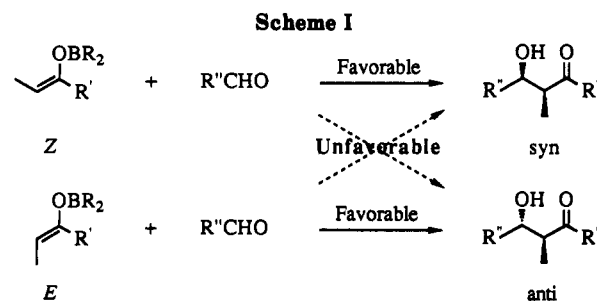 Scheme I
OBR2
R'
+
R"CHO
Favorable
OH
O
R"
R'
Z
Unfavorable
syn
OBR2
R'
+
R"CHO
Favorable
OH
O
R"
R'
E
anti